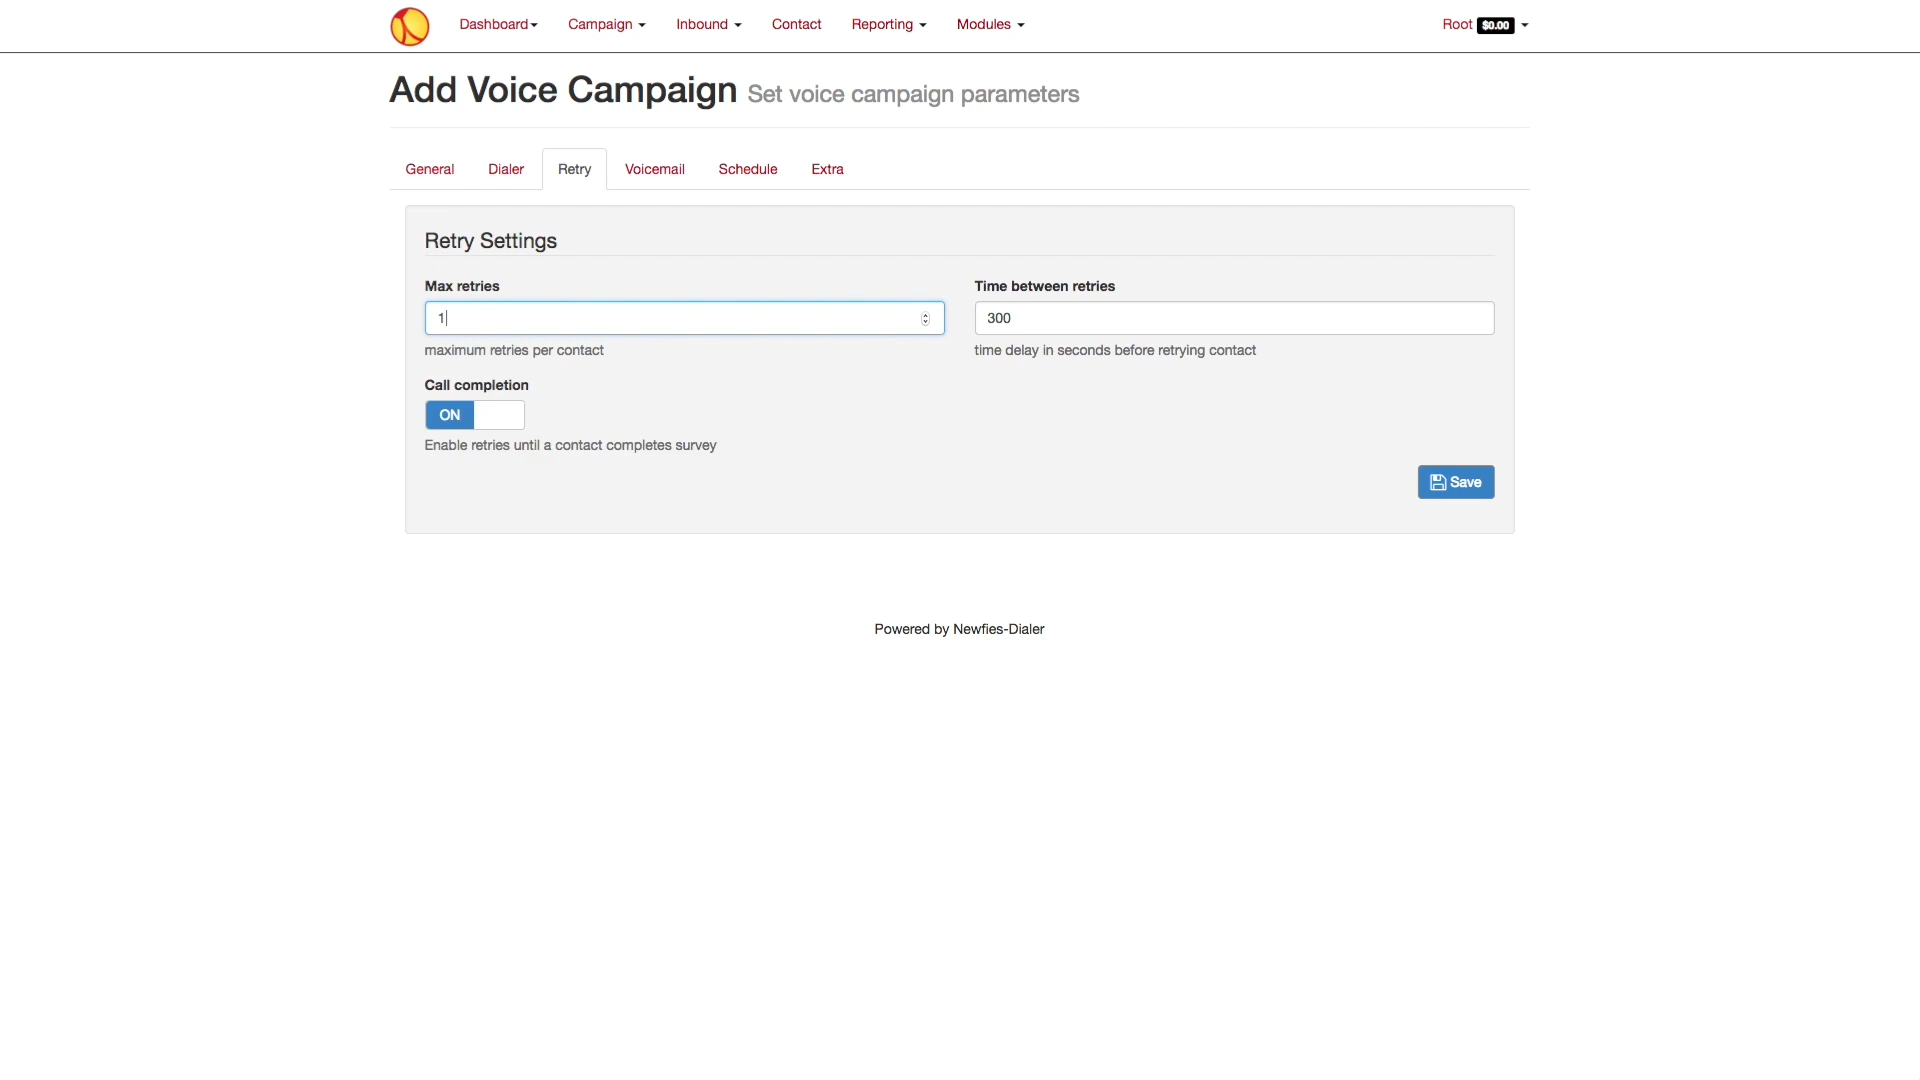 Dashboard Campaign Inbound Contact Reporting Modules Root $0.00
Add Voice Campaign Set voice campaign parameters
General Dialer Retry Voicemail Schedule Extra
Retry Settings
Max retries Time between retries
1 300
maximum retries per contact time delay in seconds before retrying contact
Call completion
ON
Enable retries until a contact completes survey
Save
Powered by Newfies-Dialer